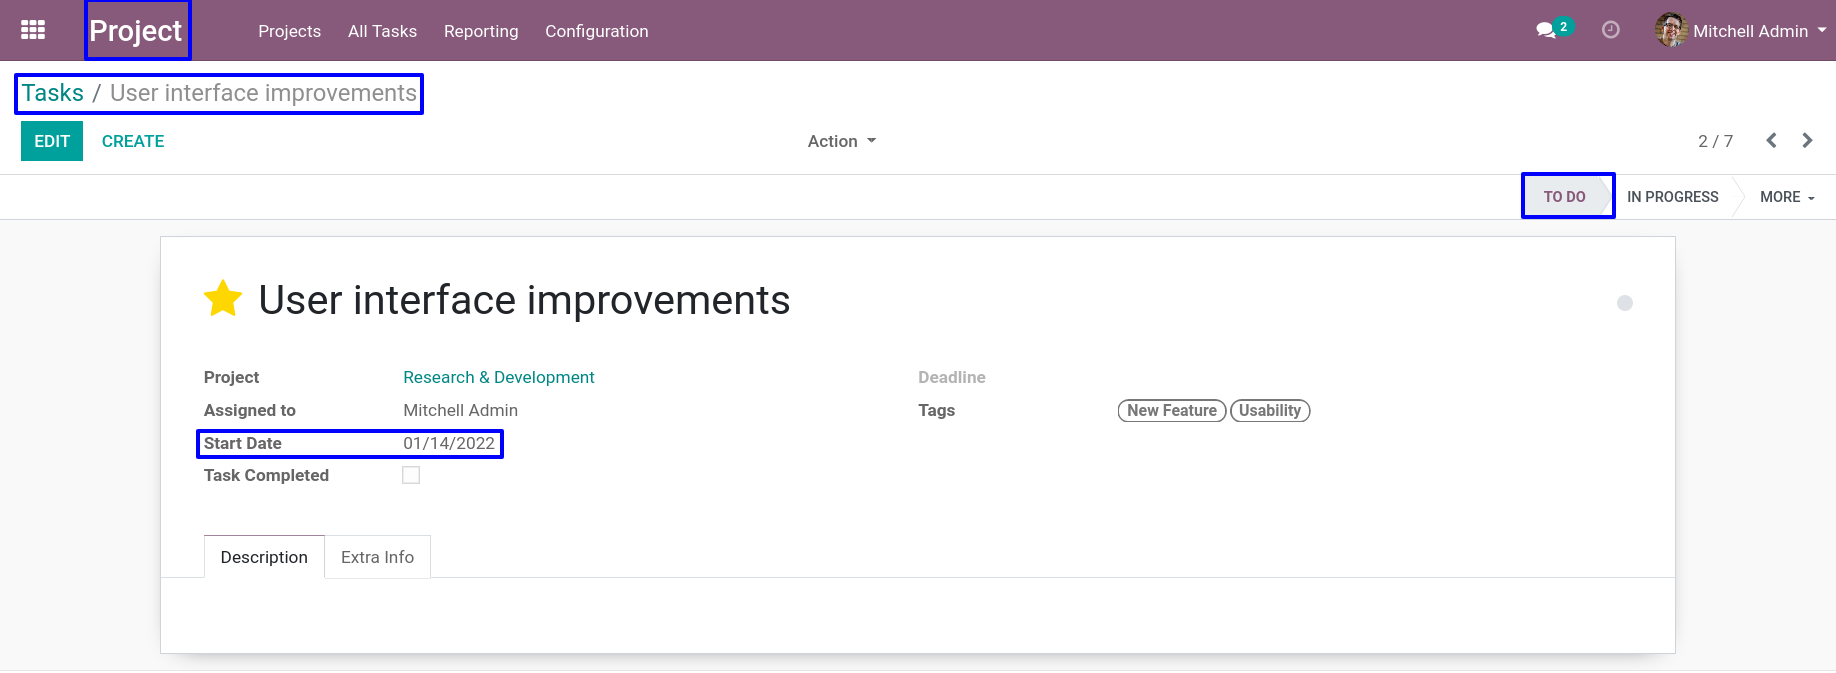 Project Projects All Tasks Reporting Configuration 2 Mitchell Admin
Tasks / User interface improvements
EDIT CREATE Action 2 / 7
TO DO IN PROGRESS MORE
User interface improvements
Project Research & Development Deadline
Assigned to Mitchell Admin Tags New Feature Usability
Start Date 01/14/2022
Task Completed
Description Extra Info